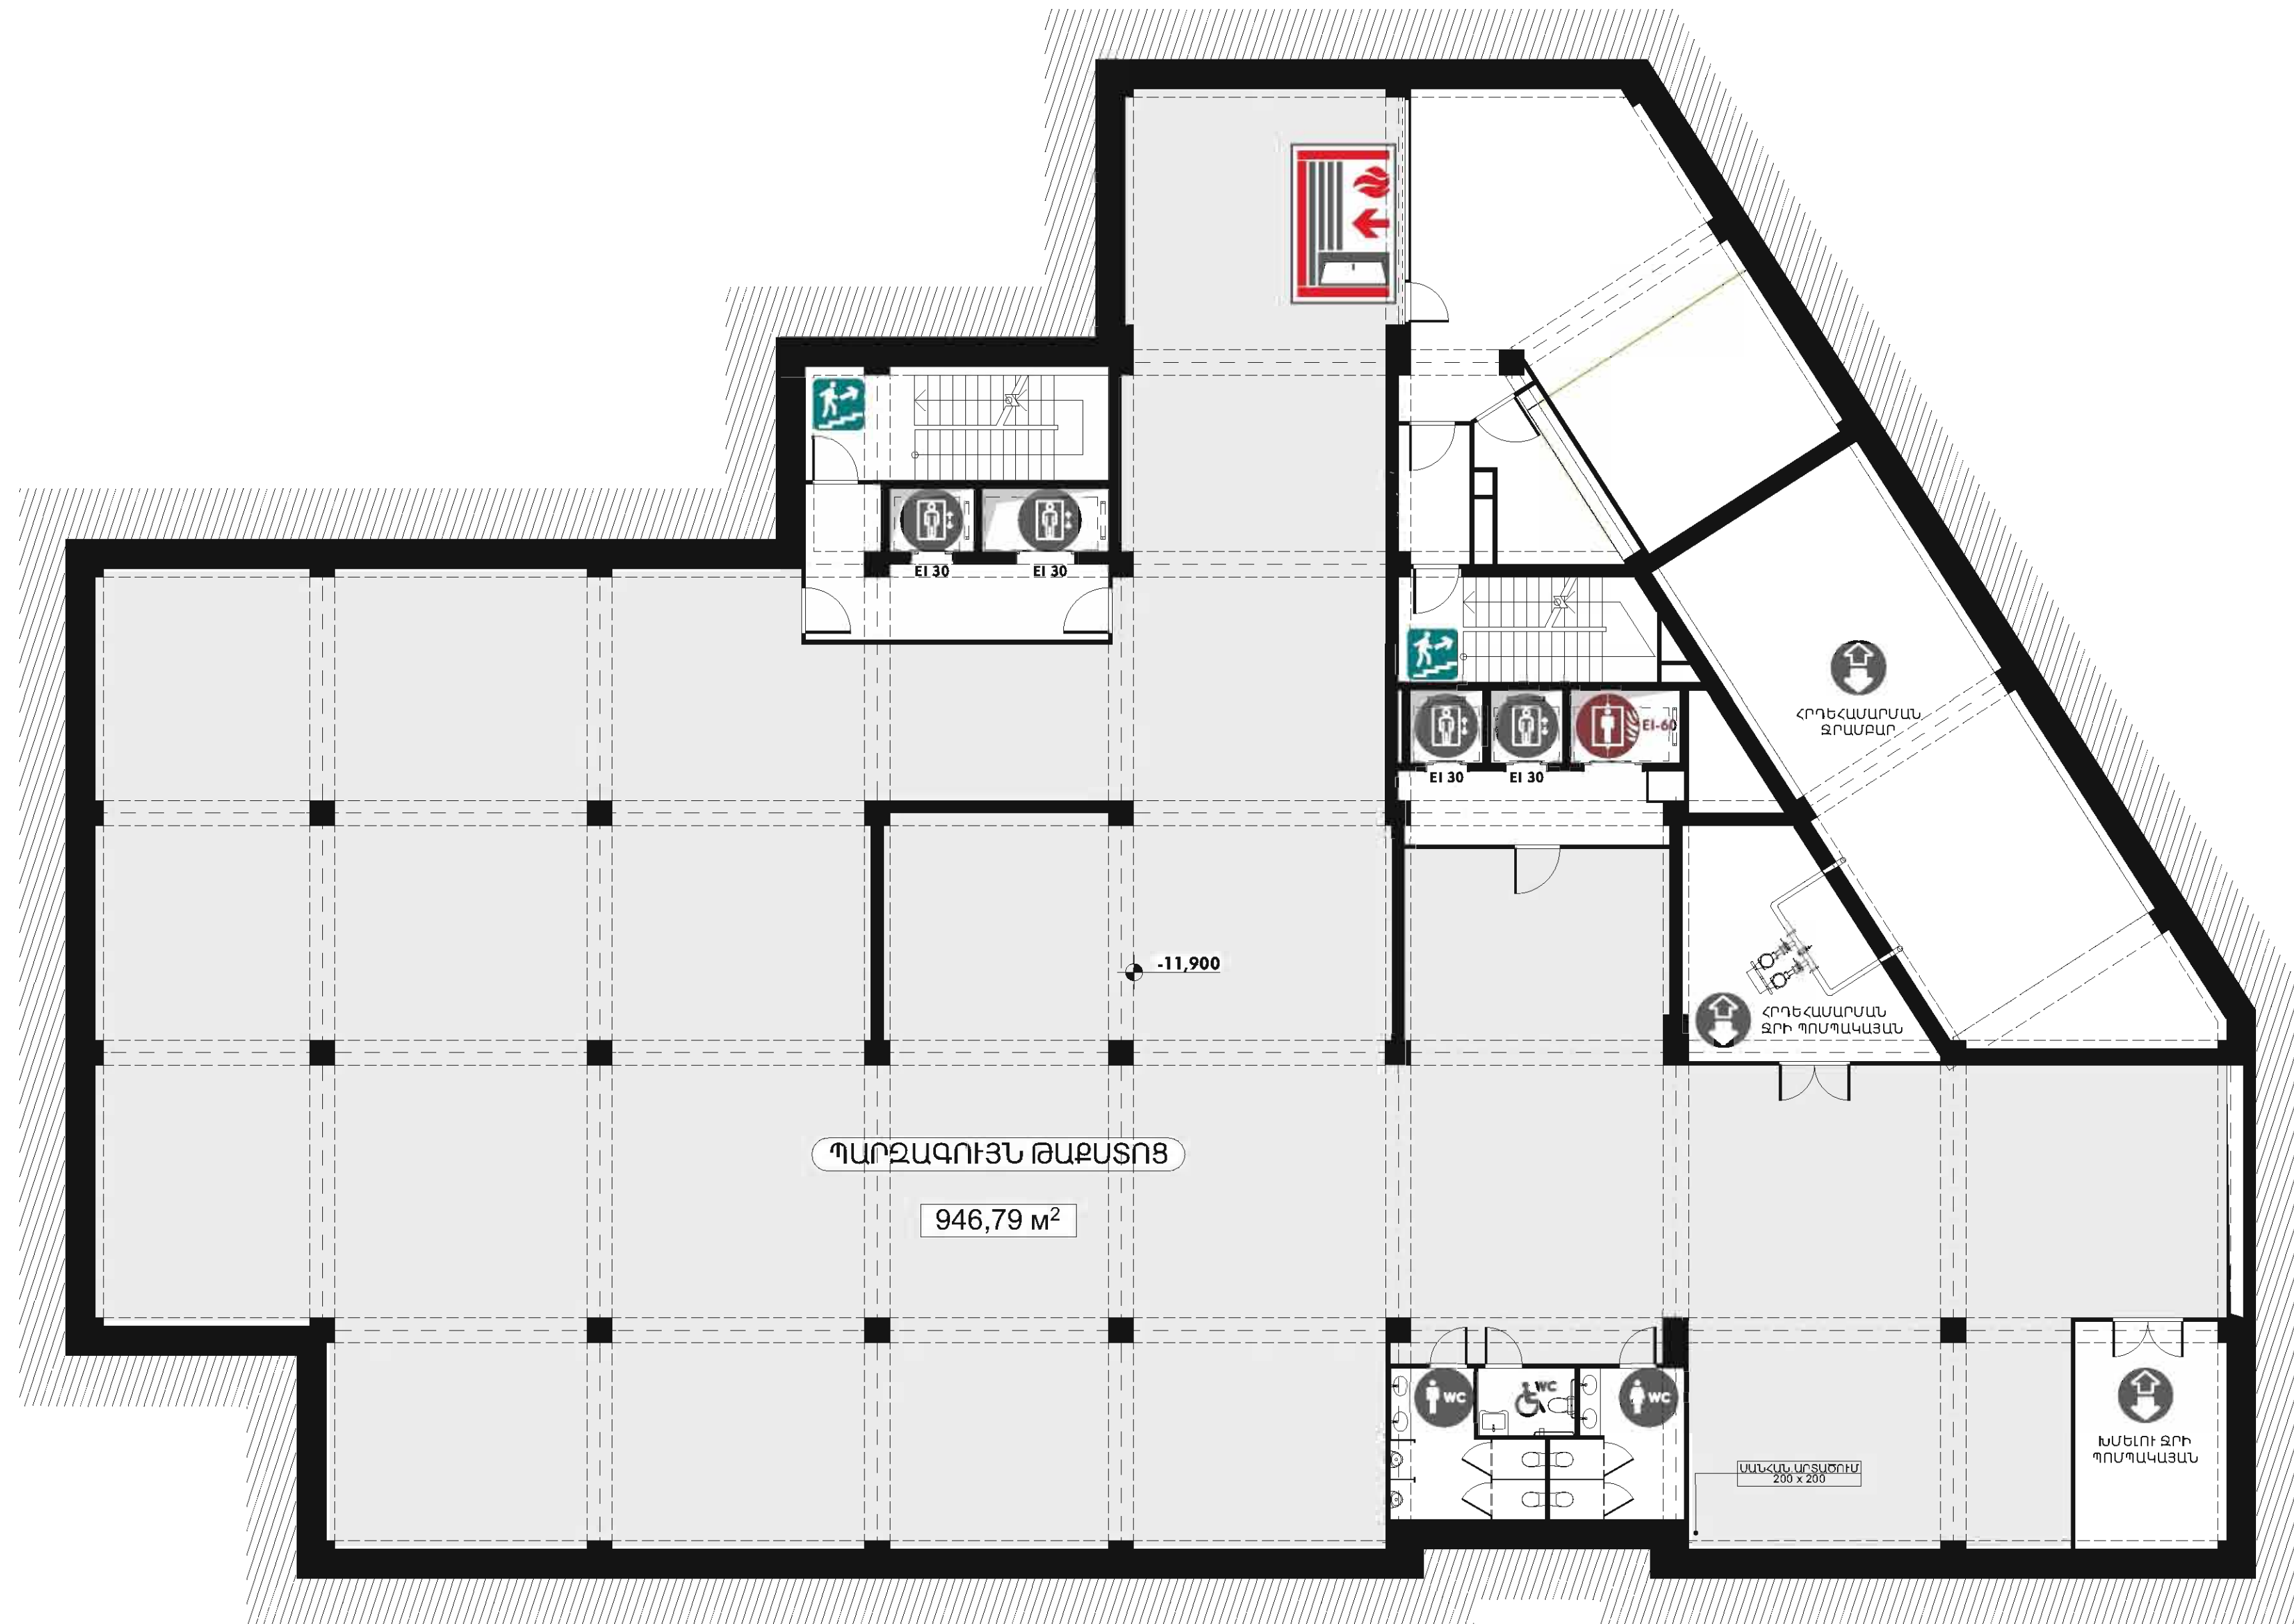 EI 30
EI 30
EI-60
EI 30
EI 30
ՀՐԴԵՀԱՄԱՐՄԱՆ
ՋՐԱՄԲԱՐ
-11,900
ՀՐԴԵՀԱՄԱՐՄԱՆ
ՋՐԻ ՊՈՄՊԱԿԱՅԱՆ
ՊԱՐԶԱԳՈՒՅՆ ԹԱՔՍՏՈՑ
946,79 м²
WC
WC
WC
ԽՄԵԼՈՒ ՋՐԻ
ՊՈՄՊԱԿԱՅԱՆ
ՍԱՆՀԱՆ ԱՐՏԱԾՈՒՄ
200 x 200